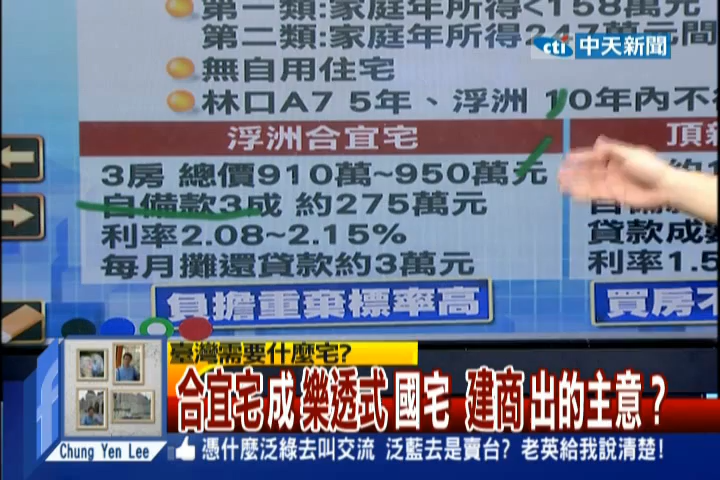 第一類:家庭年所得<158萬元
第二類:家庭年所得247萬元間
cti 中天新聞
無自用住宅
林口A7 5年、浮洲 10年內不
浮洲合宜宅
3房 總價910萬~950萬元
自備款3成 約275萬元
利率2.08~2.15%
每月攤還貸款約3萬元
負擔重棄標率高
頂
自備
貸款成
利率1.5
買房不
臺灣需要什麼宅?
合宜宅成樂透式國宅 建商出的主意?
Chung Yen Lee
憑什麼泛綠去叫交流 泛藍去是賣台? 老英給我說清楚!